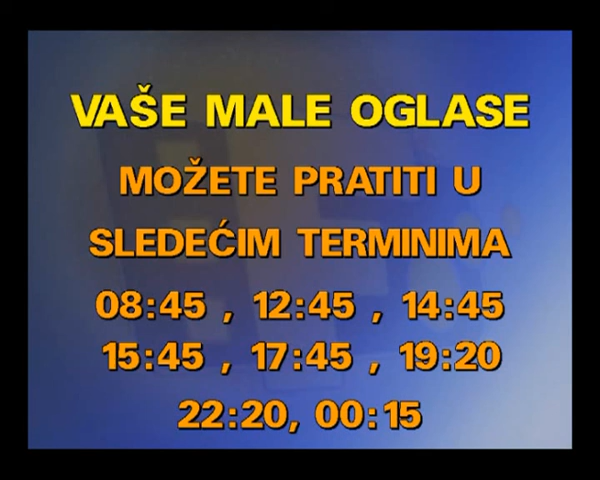 VAŠE MALE OGLASE
MOŽETE PRATITI U
SLEDEĆIM TERMINIMA
08:45 , 12:45 , 14:45
15:45 , 17:45 , 19:20
22:20, 00:15